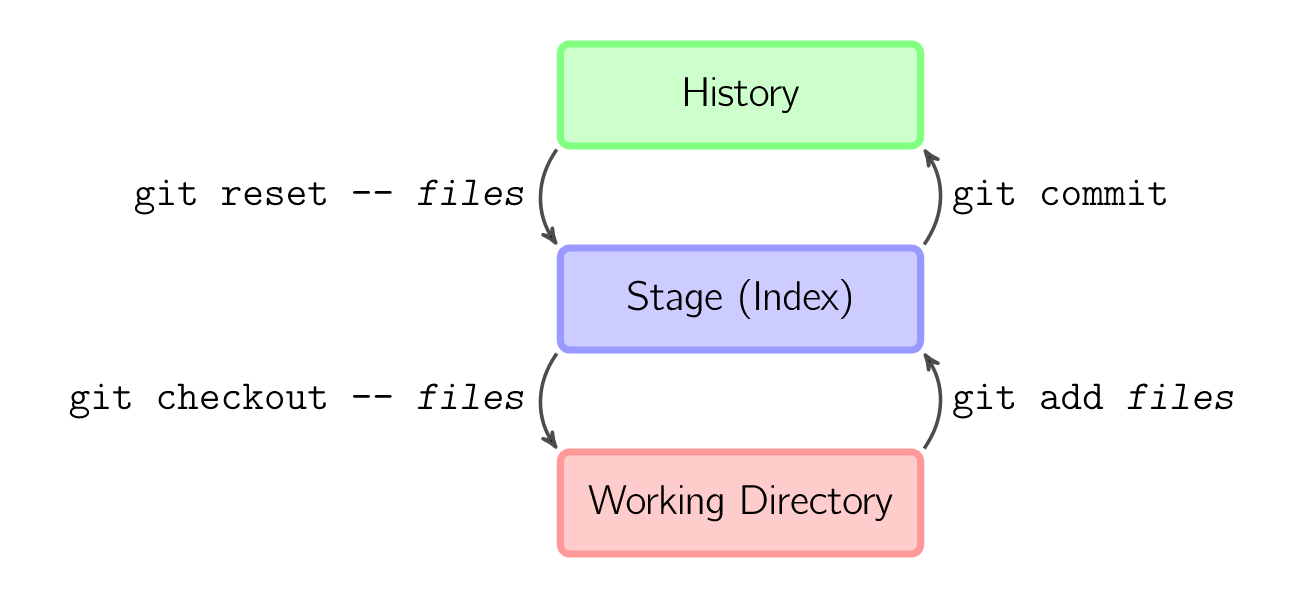 History
git reset -- files
git commit
Stage (Index)
git checkout -- files
git add files
Working Directory